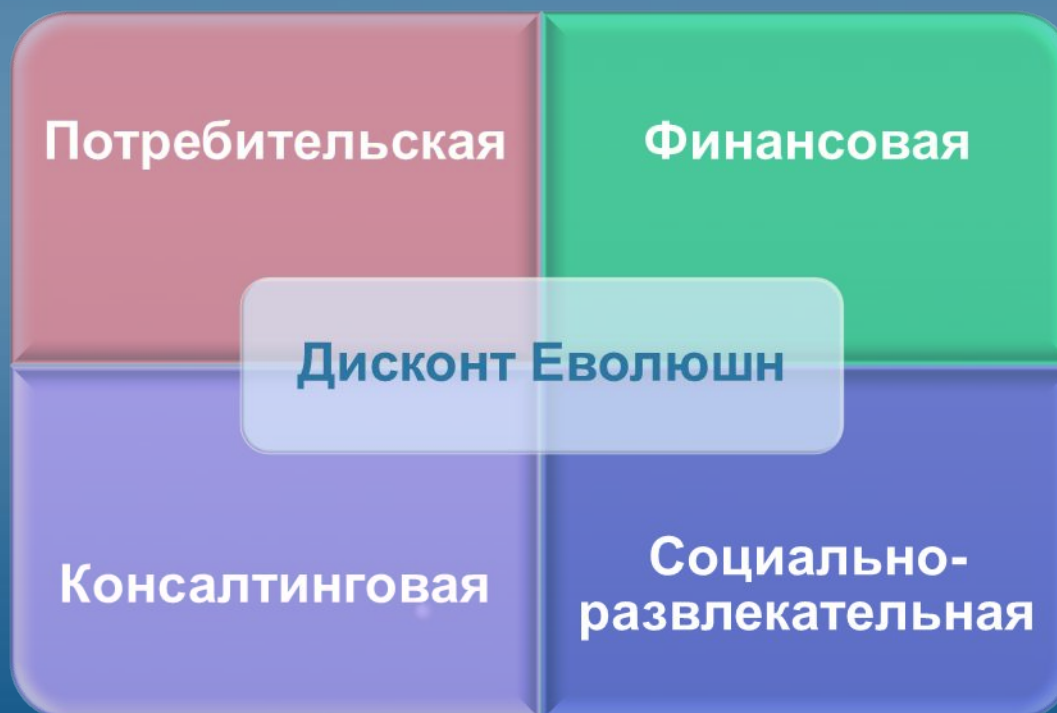 Потребительская
Финансовая
Дисконт Еволюшн
Консалтинговая
Социально-
развлекательная